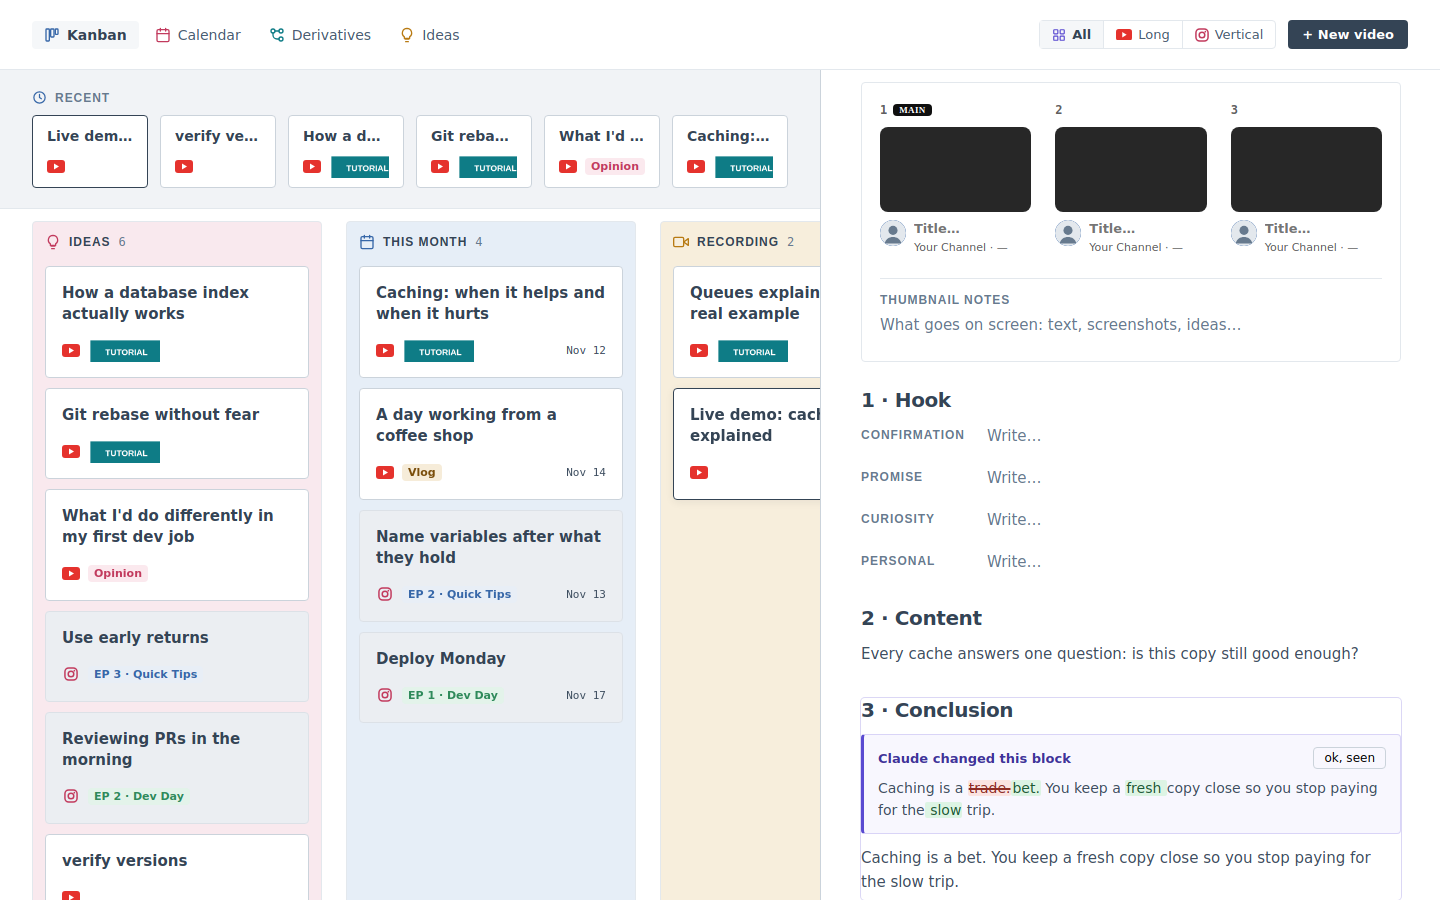 Kanban
Calendar
Derivatives
Ideas
All
Long
Vertical
+ New video
RECENT
Live dem…
verify ve…
How a d…
TUTORIAL
Git reba…
TUTORIAL
What I'd …
Opinion
Caching:…
TUTORIAL
IDEAS 6
How a database index
actually works
TUTORIAL
Git rebase without fear
TUTORIAL
What I'd do differently in
my first dev job
Opinion
Use early returns
EP 3 · Quick Tips
Reviewing PRs in the
morning
EP 2 · Dev Day
verify versions
THIS MONTH 4
Caching: when it helps and
when it hurts
TUTORIAL
Nov 12
A day working from a
coffee shop
Vlog
Nov 14
Name variables after what
they hold
EP 2 · Quick Tips
Nov 13
Deploy Monday
EP 1 · Dev Day
Nov 17
RECORDING 2
Queues explain
real example
TUTORIAL
Live demo: cach
explained
1 MAIN
Title…
Your Channel · —
2
Title…
Your Channel · —
3
Title…
Your Channel · —
THUMBNAIL NOTES
What goes on screen: text, screenshots, ideas…
1 · Hook
CONFIRMATION Write…
PROMISE Write…
CURIOSITY Write…
PERSONAL Write…
2 · Content
Every cache answers one question: is this copy still good enough?
3 · Conclusion
Claude changed this block
ok, seen
Caching is a trade. bet. You keep a fresh copy close so you stop paying
for the slow trip.
Caching is a bet. You keep a fresh copy close so you stop paying for
the slow trip.